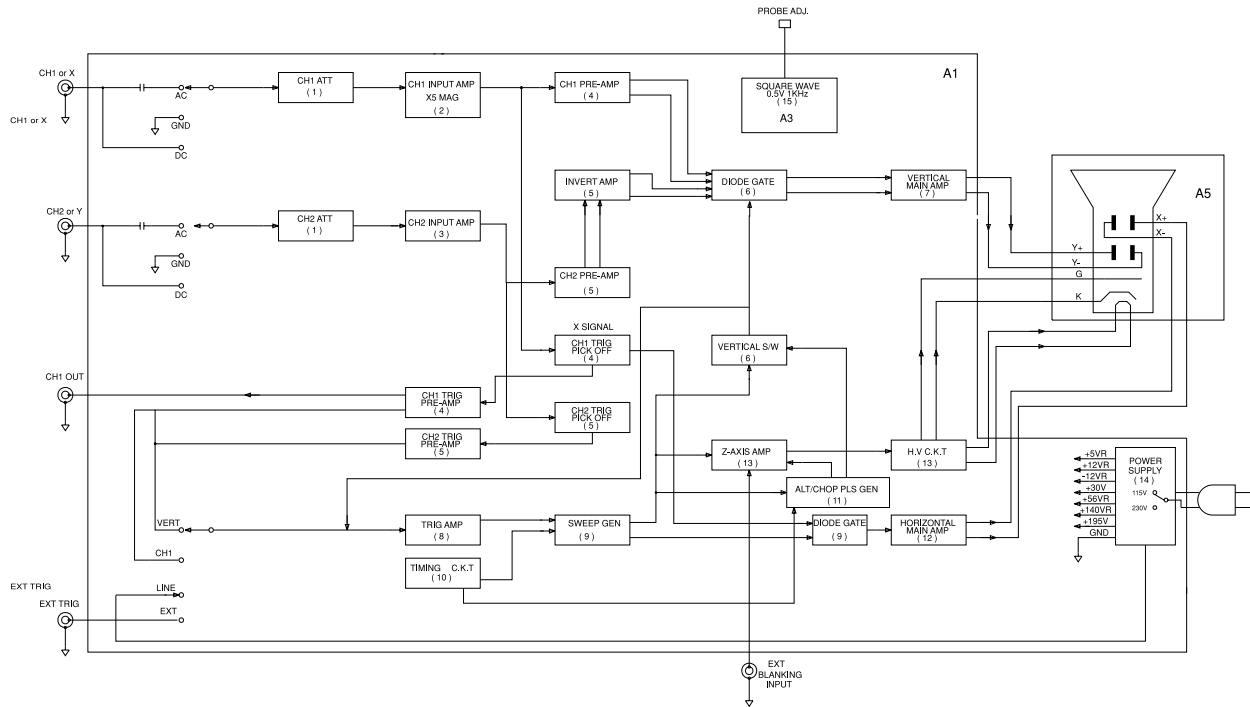 PROBE ADJ.
A1
CH1 or X
CH1 or X
AC
GND
DC
CH1 ATT
( 1 )
CH1 INPUT AMP
X5 MAG
( 2 )
CH1 PRE-AMP
( 4 )
SQUARE WAVE
0.5V 1KHz
( 15 )
A3
INVERT AMP
( 5 )
DIODE GATE
( 6 )
VERTICAL
MAIN AMP
( 7 )
A5
X+
X-
Y+
Y-
G
K
CH2 or Y
AC
GND
DC
CH2 ATT
( 1 )
CH2 INPUT AMP
( 3 )
CH2 PRE-AMP
( 5 )
X SIGNAL
CH1 TRIG
PICK OFF
( 4 )
VERTICAL S/W
( 6 )
CH1 OUT
CH1 TRIG
PRE-AMP
( 4 )
CH2 TRIG
PICK OFF
( 5 )
CH2 TRIG
PRE-AMP
( 5 )
Z-AXIS AMP
( 13 )
H.V C.K.T
( 13 )
ALT/CHOP PLS GEN
( 11 )
+5VR
+12VR
-12VR
+30V
+56VR
+140VR
+195V
GND
POWER
SUPPLY
( 14 )
115V
230V
VERT
CH1
LINE
EXT
TRIG AMP
( 8 )
SWEEP GEN
( 9 )
DIODE GATE
( 9 )
HORIZONTAL
MAIN AMP
( 12 )
TIMING C.K.T
( 10 )
EXT TRIG
EXT TRIG
EXT
BLANKING
INPUT